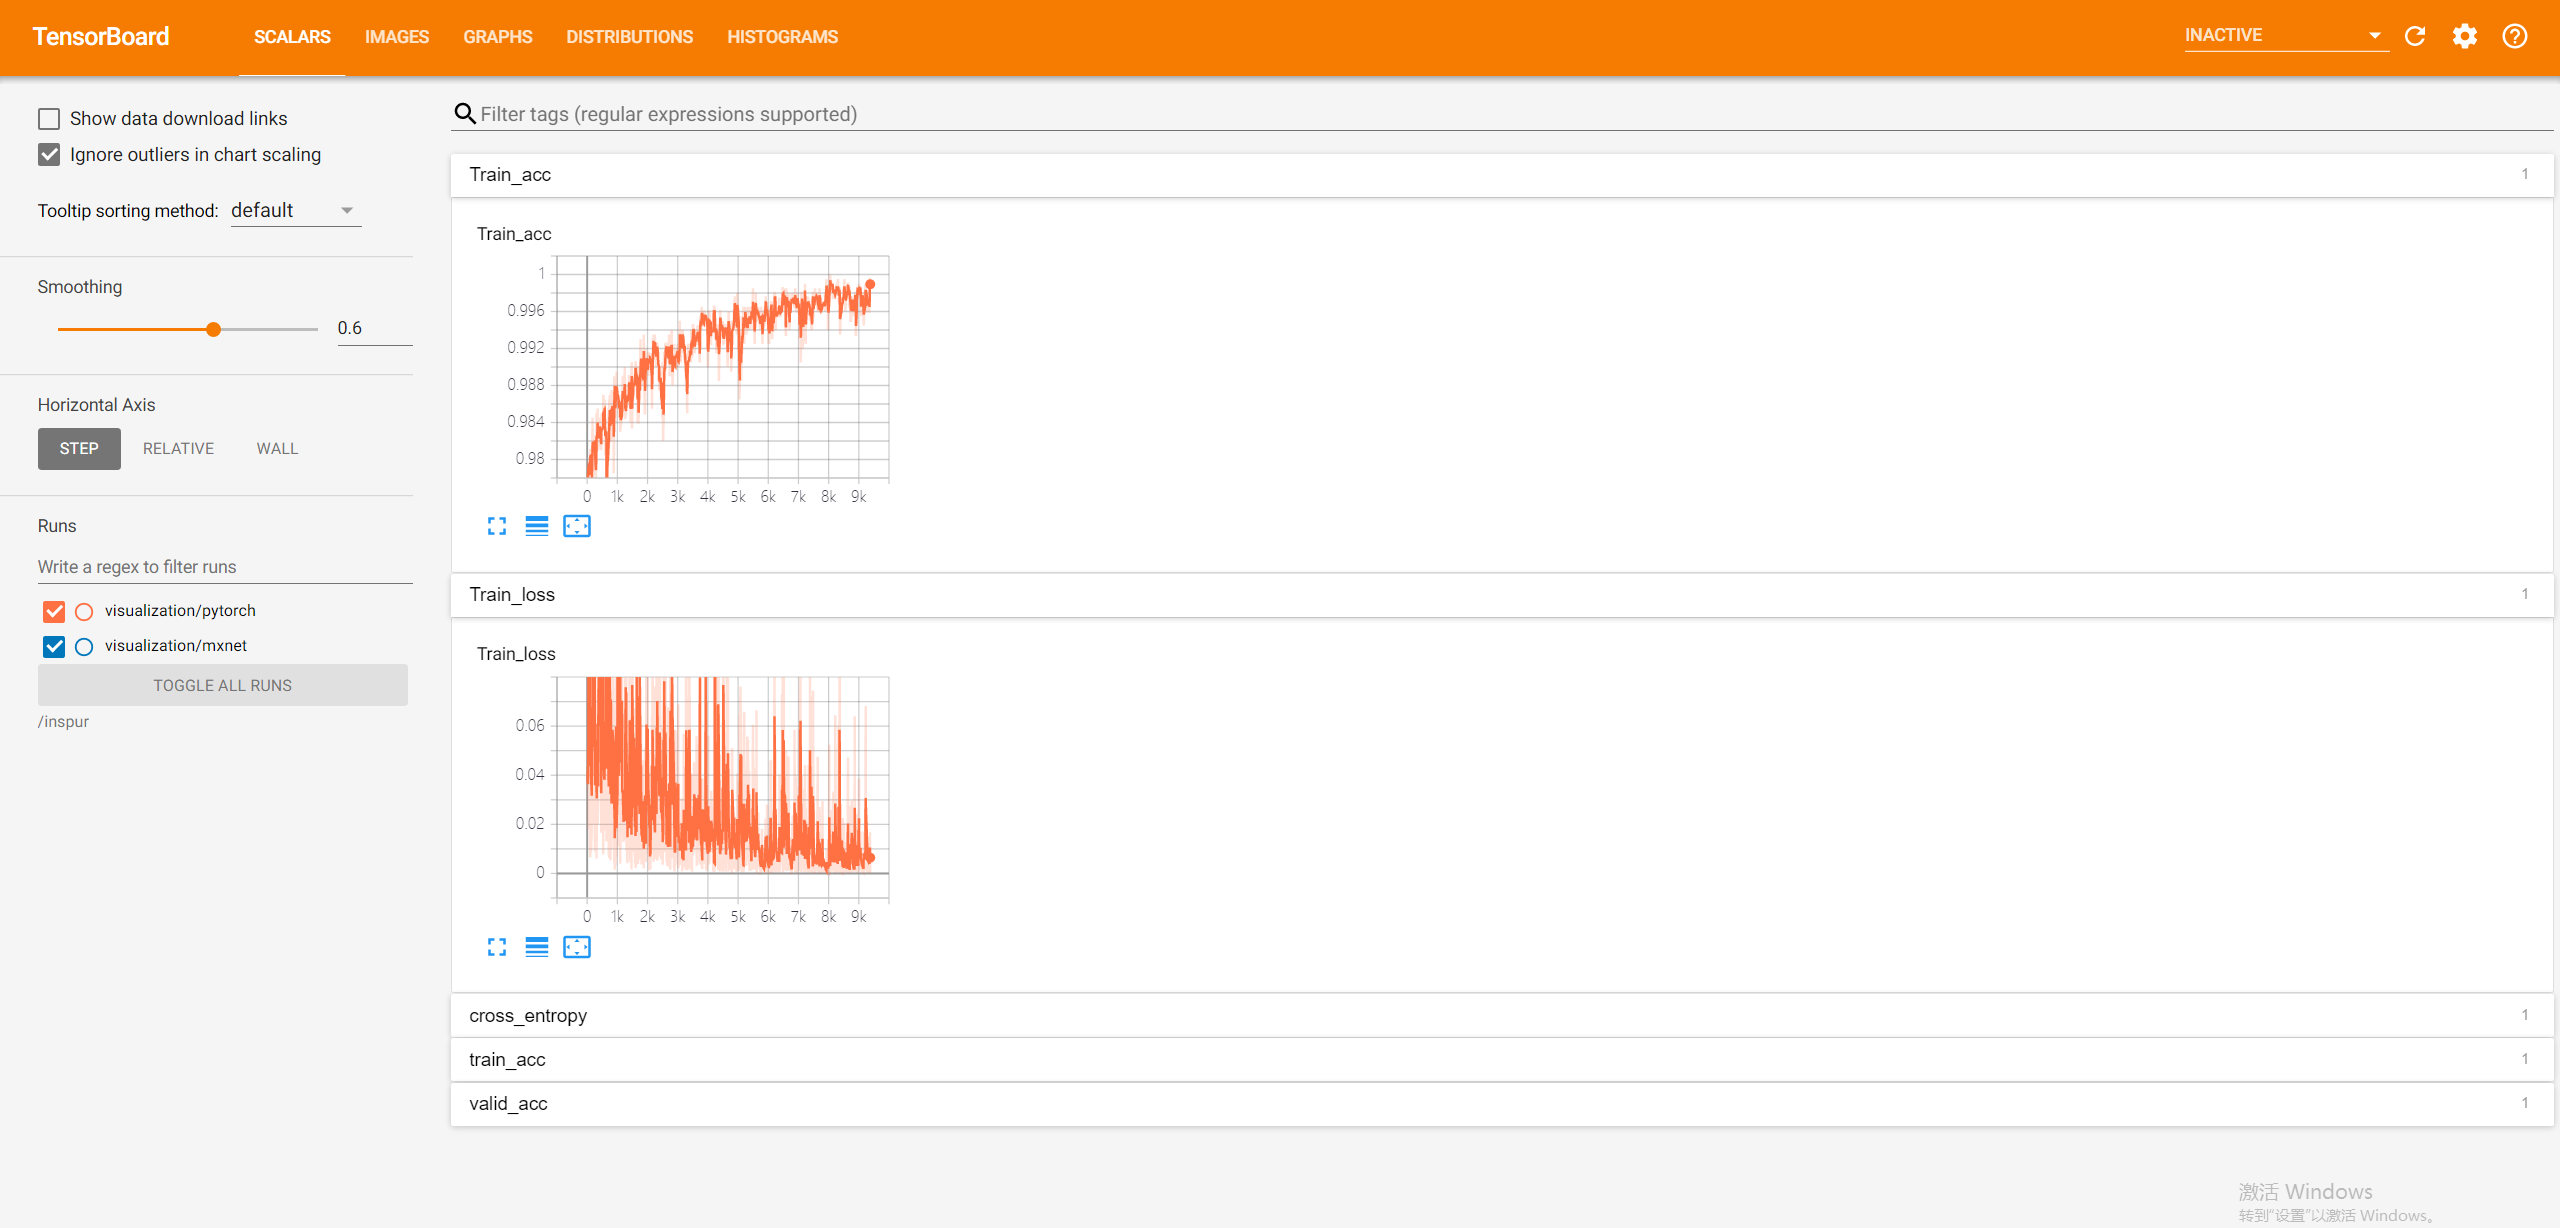 TensorBoard SCALARS IMAGES GRAPHS DISTRIBUTIONS HISTOGRAMS INACTIVE
Show data download links
Ignore outliers in chart scaling
Tooltip sorting method: default
Smoothing
0.6
Horizontal Axis
STEP RELATIVE WALL
Runs
Write a regex to filter runs
visualization/pytorch
visualization/mxnet
TOGGLE ALL RUNS
/inspur
Filter tags (regular expressions supported)
Train_acc 1
Train_acc
1
0.996
0.992
0.988
0.984
0.98
0 1k 2k 3k 4k 5k 6k 7k 8k 9k
Train_loss 1
Train_loss
0.06
0.04
0.02
0
0 1k 2k 3k 4k 5k 6k 7k 8k 9k
cross_entropy 1
train_acc 1
valid_acc 1
激活 Windows
转到"设置"以激活 Windows。